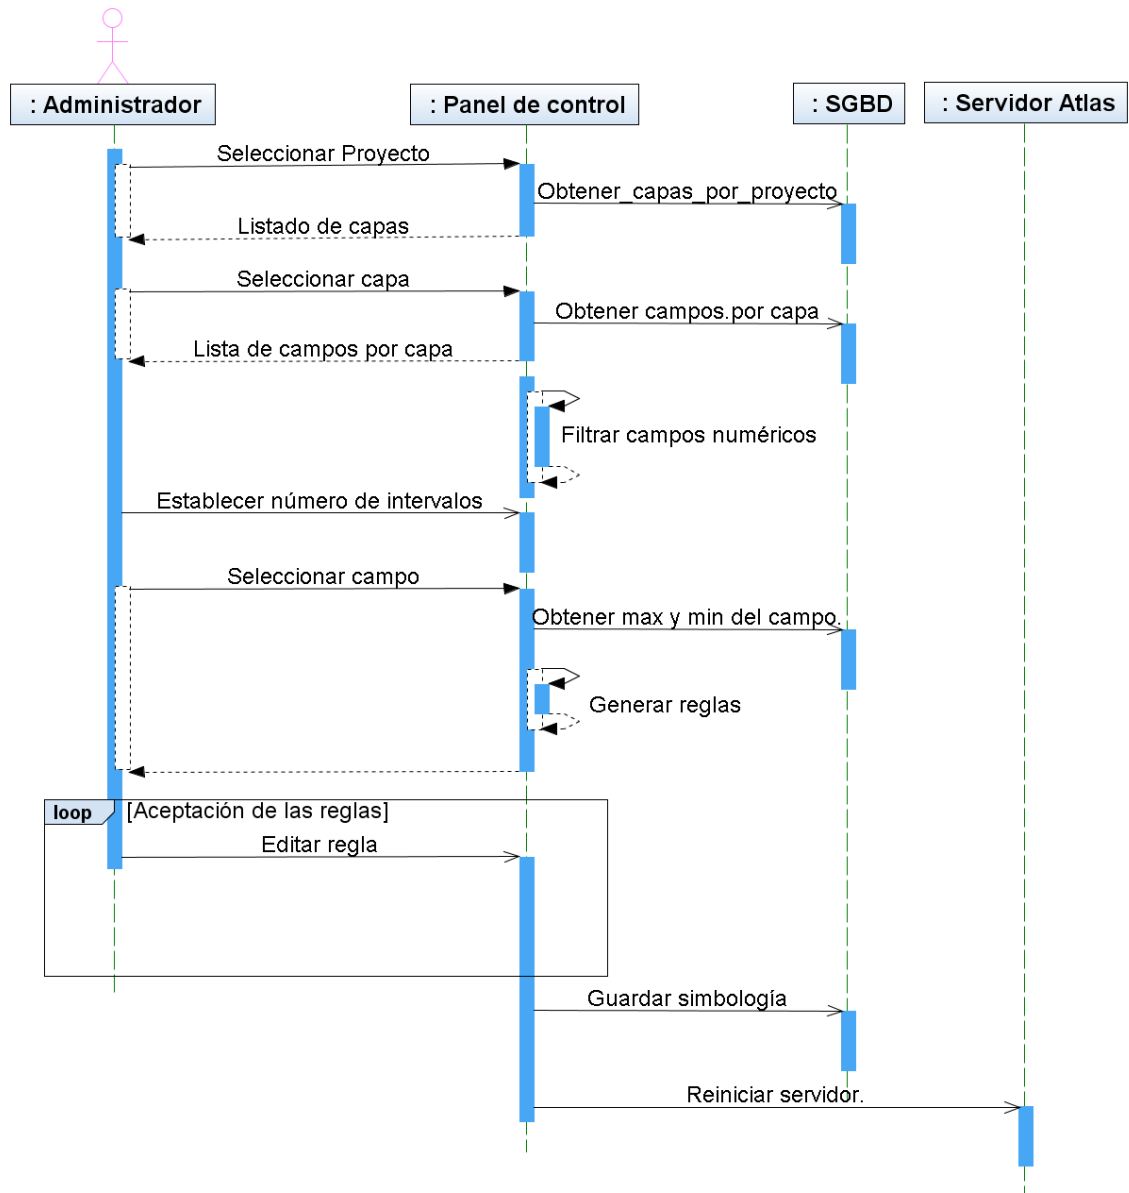 : Administrador
: Panel de control
: SGBD
: Servidor Atlas
Seleccionar Proyecto
Obtener_capas_por_proyecto
Listado de capas
Seleccionar capa
Obtener campos.por capa
Lista de campos por capa
Filtrar campos numéricos
Establecer número de intervalos
Seleccionar campo
Obtener max y min del campo.
Generar reglas
loop
[Aceptación de las reglas]
Editar regla
Guardar simbología
Reiniciar servidor.